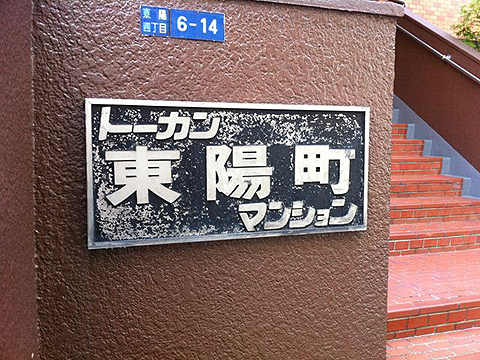 東陽
四丁目 6-14
トーカン
東陽町
マンション